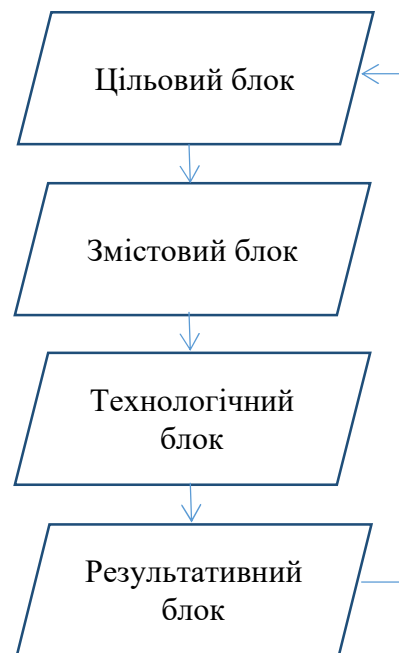 Цільовий блок
Змістовий блок
Технологічний
блок
Результативний
блок